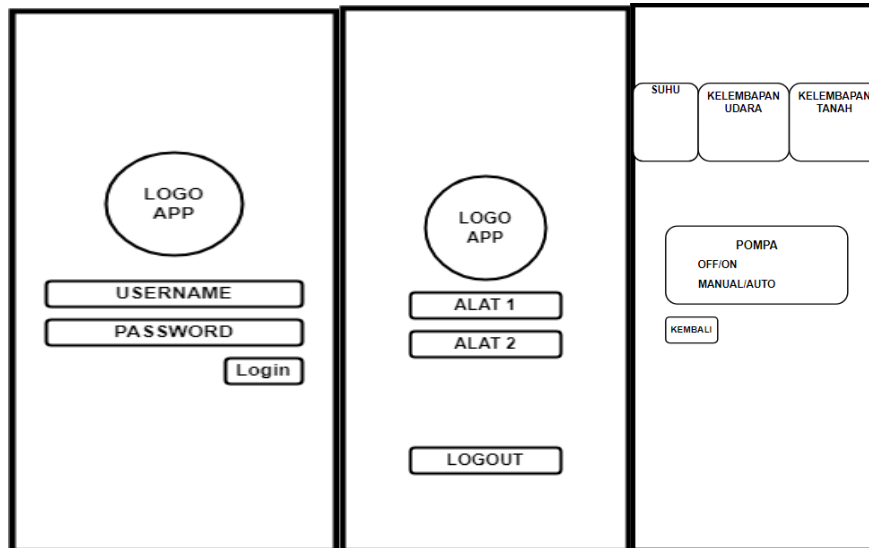 LOGO
APP
USERNAME
PASSWORD
Login
LOGO
APP
ALAT 1
ALAT 2
LOGOUT
SUHU
KELEMBAPAN
UDARA
KELEMBAPAN
TANAH
POMPA
OFF/ON
MANUAL/AUTO
KEMBALI